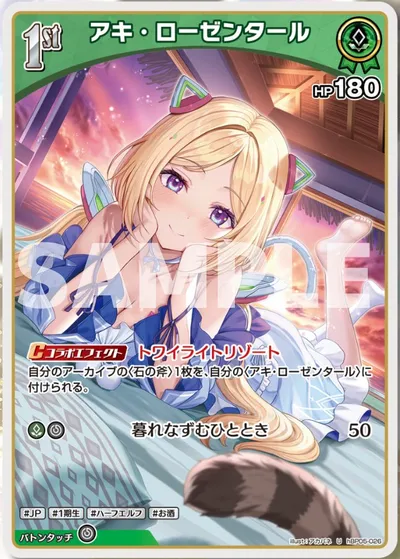 1st
アキ・ローゼンタール
HP180
SAMPLE
コラボエフェクト トワイライトリゾート
自分のアーカイブの〈石の斧〉1枚を、自分の〈アキ・ローゼンタール〉に
付けられる。
暮れなずむひととき 50
#JP #1期生 #ハーフエルフ #お酒
バトンタッチ
U hBP05-026